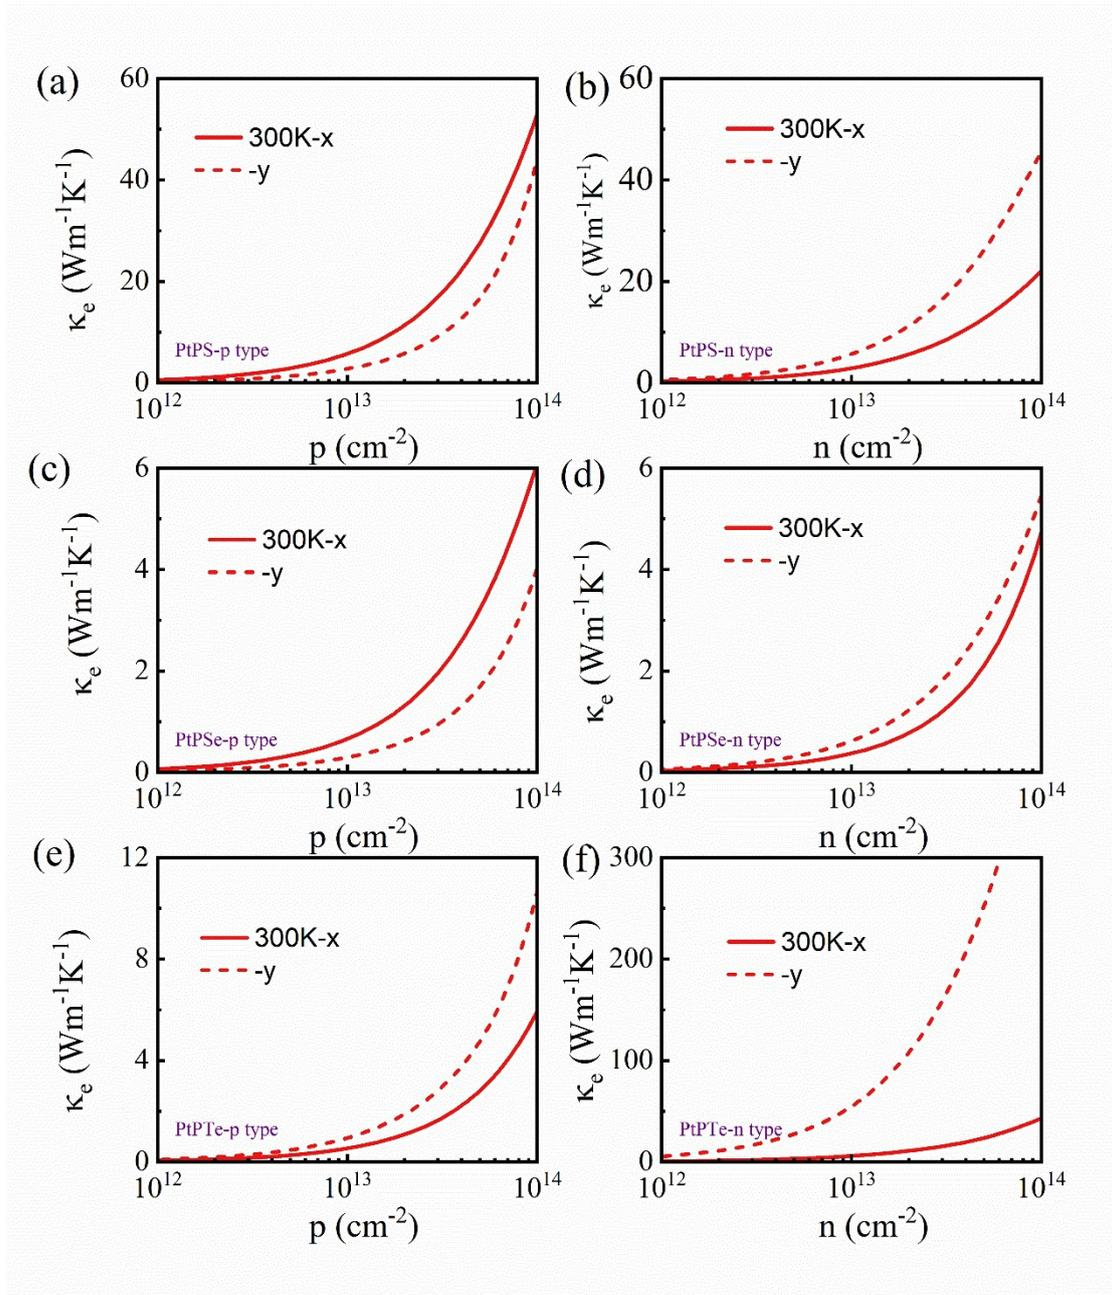 (a)
60
40
20
0
κe (Wm-1K-1)
300K-x
-y
PtPS-p type
10^12 10^13 10^14
p (cm-2)
(b)
60
40
20
0
κe (Wm-1K-1)
300K-x
-y
PtPS-n type
10^12 10^13 10^14
n (cm-2)
(c)
6
4
2
0
κe (Wm-1K-1)
300K-x
-y
PtPSe-p type
10^12 10^13 10^14
p (cm-2)
(d)
6
4
2
0
κe (Wm-1K-1)
300K-x
-y
PtPSe-n type
10^12 10^13 10^14
n (cm-2)
(e)
12
8
4
0
κe (Wm-1K-1)
300K-x
-y
PtPTe-p type
10^12 10^13 10^14
p (cm-2)
(f)
300
200
100
0
κe (Wm-1K-1)
300K-x
-y
PtPTe-n type
10^12 10^13 10^14
n (cm-2)